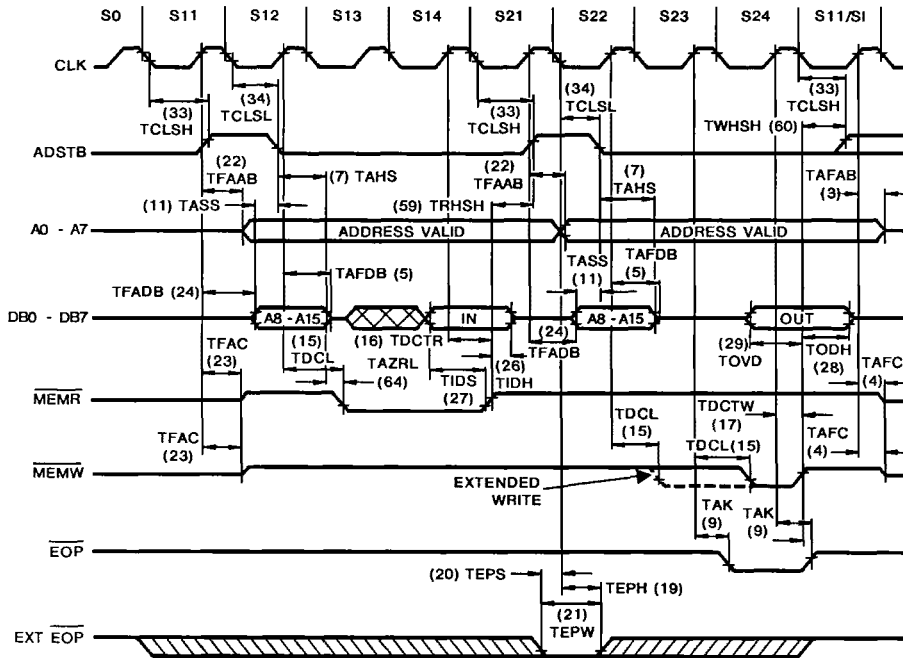 S0 S11 S12 S13 S14 S21 S22 S23 S24 S11/SI
CLK
(33)
TCLSH
(34)
TCLSL
(33)
TCLSH
(34)
TCLSL
(33)
TCLSH
TWHSH (60)
ADSTB
(22)
TFAAB
(7) TAHS
(22)
TFAAB
(7)
TAHS
TAFAB
(3)
(11) TASS
(59) TRHSH
A0 - A7
ADDRESS VALID
ADDRESS VALID
TFADB (24)
TAFDB (5)
TASS
(11)
TAFDB
(5)
DB0 - DB7
A8 - A15
IN
A8 - A15
OUT
TFAC
(23)
(15)
TDCL
(16) TDCTR
TAZRL
(64)
TIDS
(27)
(26)
TIDH
(24)
TFADB
(29)
TOVD
TODH
(28)
TAFC
(4)
MEMR
TFAC
(23)
TDCL
(15)
TDCTW
(17)
TDCL(15)
TAFC
(4)
MEMW
EXTENDED
WRITE
TAK
(9)
TAK
(9)
EOP
(20) TEPS
TEPH (19)
(21)
TEPW
EXT EOP